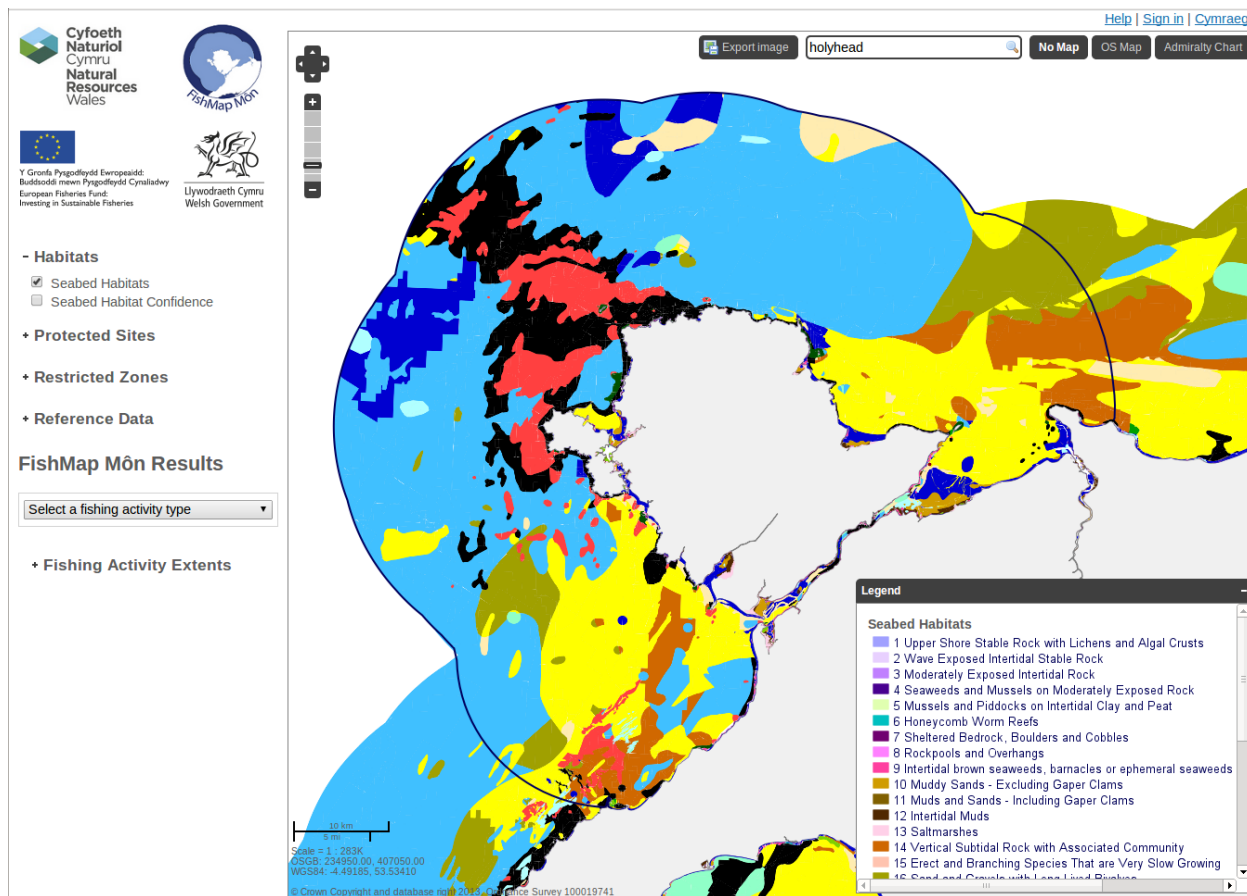 Help | Sign in | Cymraeg
Cyfoeth
Naturiol
Cymru
Natural
Resources
Wales
FishMap Môn
Y Gronfa Pysgodfeydd Ewropeaidd:
Buddsoddi mewn Pysgodfeydd Cynaliadwy
European Fisheries Fund:
Investing in Sustainable Fisheries
Llywodraeth Cymru
Welsh Government
Export image
holyhead
No Map
OS Map
Admiralty Chart
- Habitats
Seabed Habitats
Seabed Habitat Confidence
+ Protected Sites
+ Restricted Zones
+ Reference Data
FishMap Môn Results
Select a fishing activity type
+ Fishing Activity Extents
10 km
5 mi
Scale = 1 : 283K
OSGB: 234950.00, 407050.00
WGS84: -4.49185, 53.53410
© Crown Copyright and database right 2013. Ordnance Survey 100019741
Legend
Seabed Habitats
1 Upper Shore Stable Rock with Lichens and Algal Crusts
2 Wave Exposed Intertidal Stable Rock
3 Moderately Exposed Intertidal Rock
4 Seaweeds and Mussels on Moderately Exposed Rock
5 Mussels and Piddocks on Intertidal Clay and Peat
6 Honeycomb Worm Reefs
7 Sheltered Bedrock, Boulders and Cobbles
8 Rockpools and Overhangs
9 Intertidal brown seaweeds, barnacles or ephemeral seaweeds
10 Muddy Sands - Excluding Gaper Clams
11 Muds and Sands - Including Gaper Clams
12 Intertidal Muds
13 Saltmarshes
14 Vertical Subtidal Rock with Associated Community
15 Erect and Branching Species That are Very Slow Growing
16 Sand and Gravels with Long Lived Bivalves